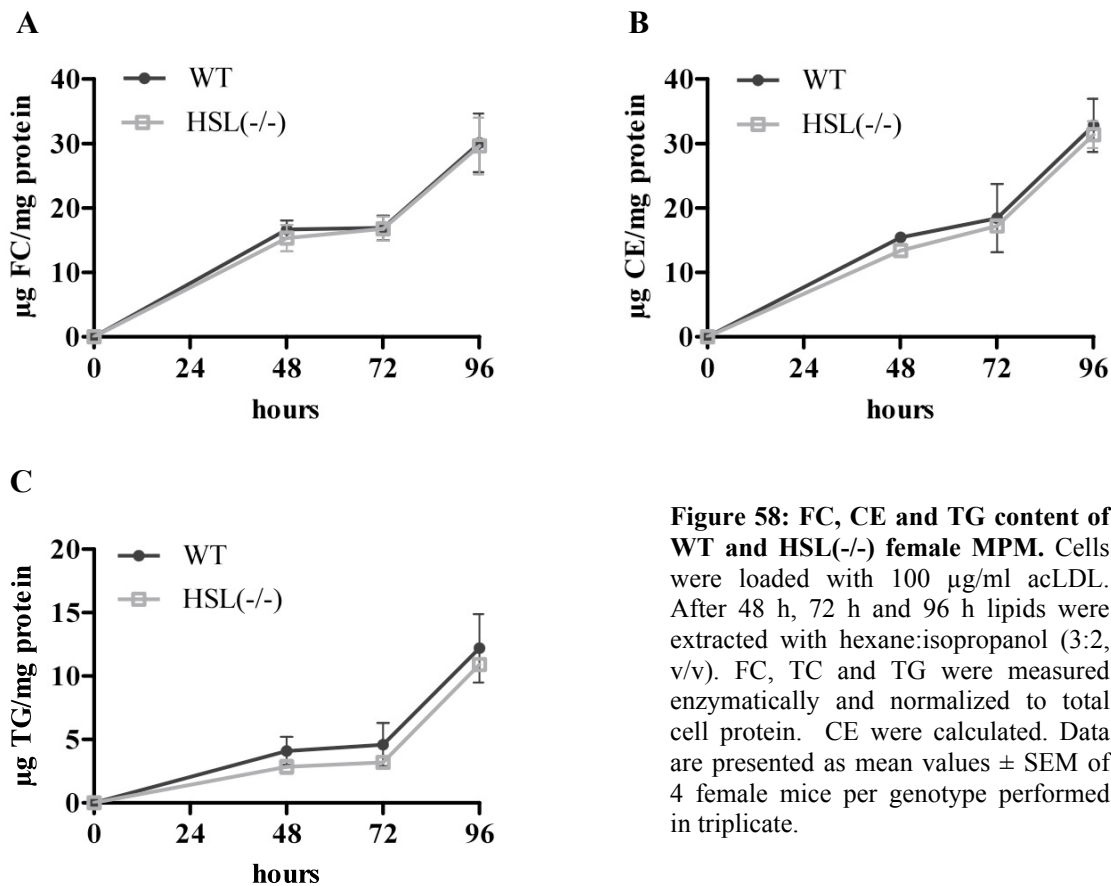 A
WT
HSL(-/-)
40
30
20
10
0
µg FC/mg protein
0 24 48 72 96
hours
B
WT
HSL(-/-)
40
30
20
10
0
µg CE/mg protein
0 24 48 72 96
hours
C
WT
HSL(-/-)
20
15
10
5
0
µg TG/mg protein
0 24 48 72 96
hours
Figure 58: FC, CE and TG content of
WT and HSL(-/-) female MPM. Cells
were loaded with 100 µg/ml acLDL.
After 48 h, 72 h and 96 h lipids were
extracted with hexane:isopropanol (3:2,
v/v). FC, TC and TG were measured
enzymatically and normalized to total
cell protein. CE were calculated. Data
are presented as mean values ± SEM of
4 female mice per genotype performed
in triplicate.